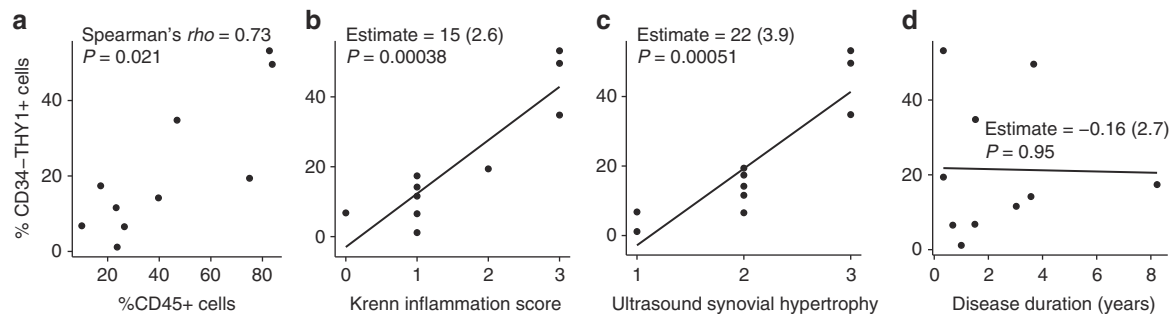 a
Spearman's rho = 0.73
P = 0.021
% CD34–THY1+ cells
40
20
0
20 40 60 80
%CD45+ cells
b
Estimate = 15 (2.6)
P = 0.00038
40
20
0
0 1 2 3
Krenn inflammation score
c
Estimate = 22 (3.9)
P = 0.00051
40
20
0
1 2 3
Ultrasound synovial hypertrophy
d
40
20
0
Estimate = –0.16 (2.7)
P = 0.95
0 2 4 6 8
Disease duration (years)